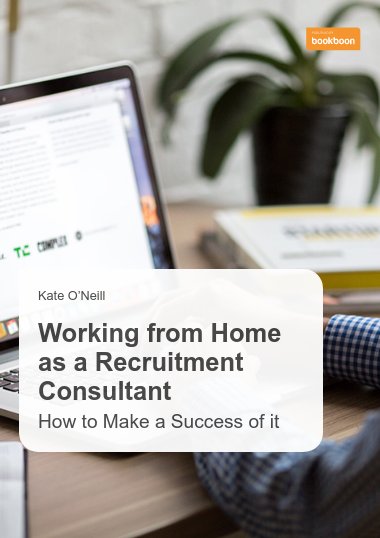 bookboon
Kate O'Neill
Working from Home
as a Recruitment
Consultant
How to Make a Success of it
TC
COMPLEX